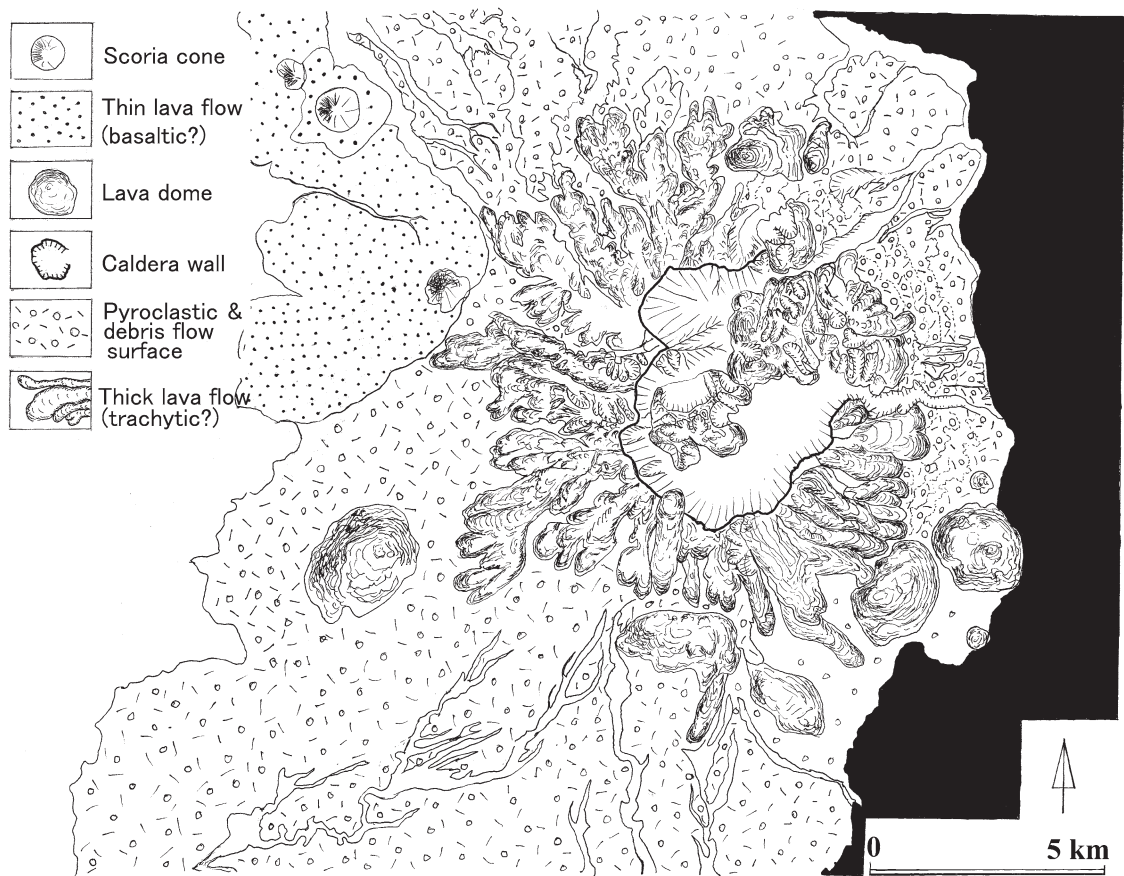 Scoria cone
Thin lava flow
(basaltic?)
Lava dome
Caldera wall
Pyroclastic &
debris flow
surface
Thick lava flow
(trachytic?)
0
5 km